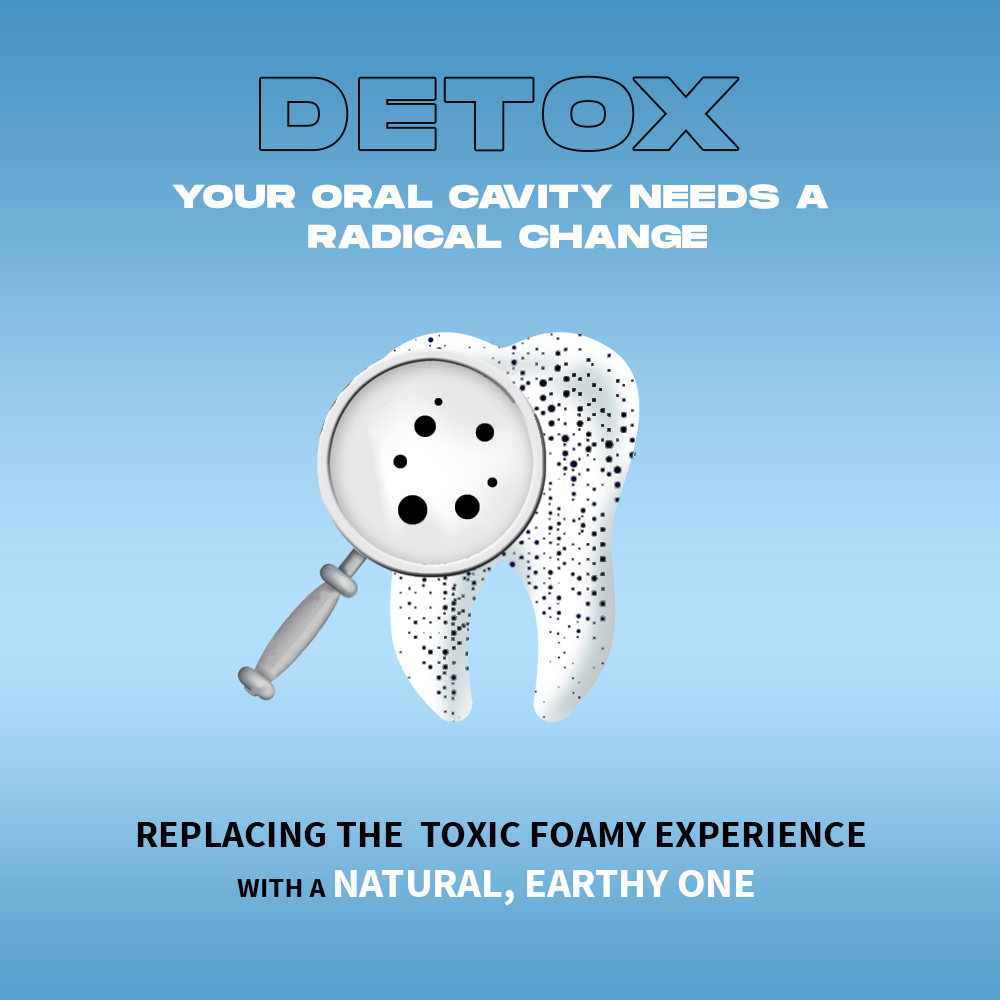 DETOX
YOUR ORAL CAVITY NEEDS A
RADICAL CHANGE
REPLACING THE TOXIC FOAMY EXPERIENCE
WITH A NATURAL, EARTHY ONE